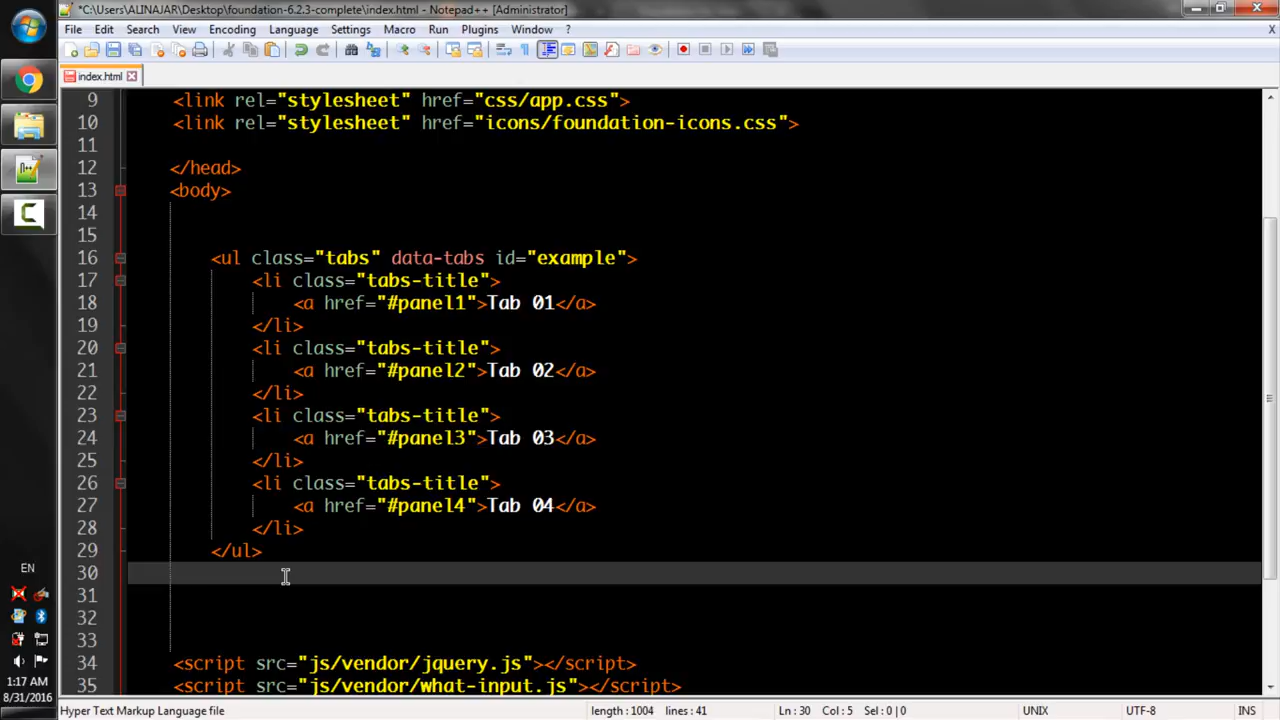 *C:\Users\ALINAJAR\Desktop\foundation-6.2.3-complete\index.html - Notepad++ [Administrator]
File Edit Search View Encoding Language Settings Macro Run Plugins Window ? X
index.html
9 <link rel="stylesheet" href="css/app.css">
10 <link rel="stylesheet" href="icons/foundation-icons.css">
11
12 </head>
13 <body>
14
15
16 <ul class="tabs" data-tabs id="example">
17 <li class="tabs-title">
18 <a href="#panel1">Tab 01</a>
19 </li>
20 <li class="tabs-title">
21 <a href="#panel2">Tab 02</a>
22 </li>
23 <li class="tabs-title">
24 <a href="#panel3">Tab 03</a>
25 </li>
26 <li class="tabs-title">
27 <a href="#panel4">Tab 04</a>
28 </li>
29 </ul>
30
31
32
33
34 <script src="js/vendor/jquery.js"></script>
35 <script src="js/vendor/what-input.js"></script>
EN
1:17 AM
8/31/2016
Hyper Text Markup Language file length : 1004 lines : 41 Ln : 30 Col : 5 Sel : 0 | 0 UNIX UTF-8 INS